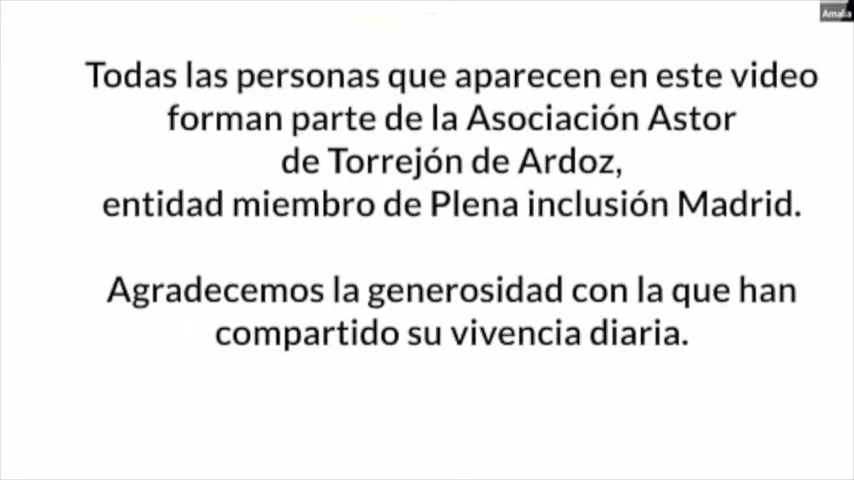 Amalia
Todas las personas que aparecen en este video
forman parte de la Asociación Astor
de Torrejón de Ardoz,
entidad miembro de Plena inclusión Madrid.
Agradecemos la generosidad con la que han
compartido su vivencia diaria.